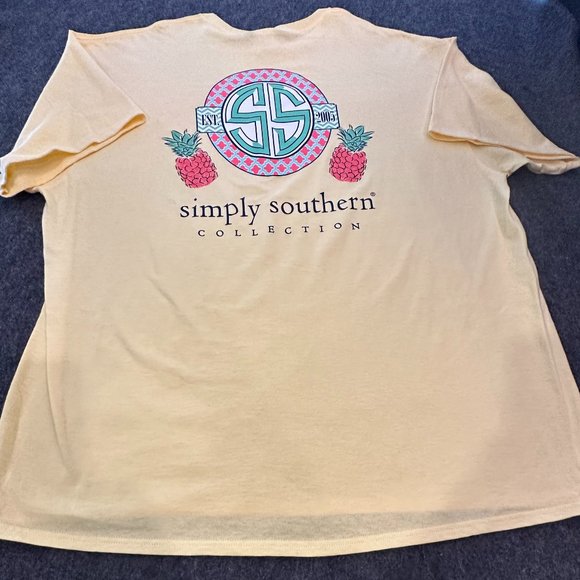 SS
EST. 2005
simply southern®
COLLECTION